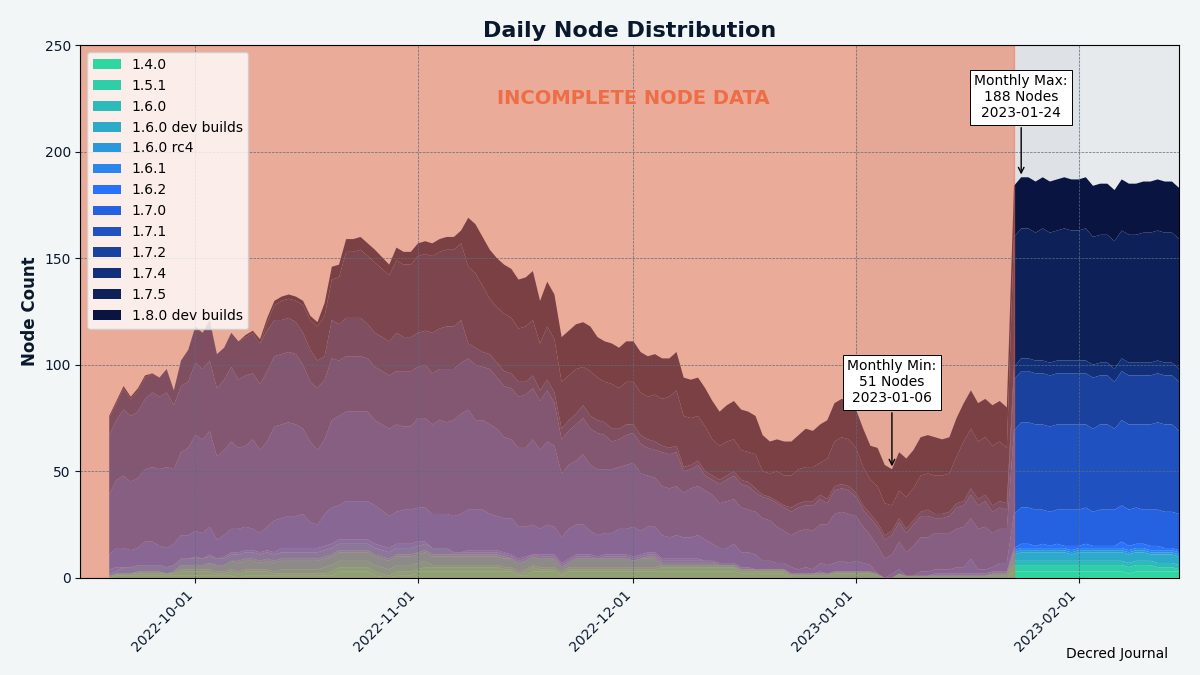 Daily Node Distribution
Node Count
250
200
150
100
50
0
1.4.0
1.5.1
1.6.0
1.6.0 dev builds
1.6.0 rc4
1.6.1
1.6.2
1.7.0
1.7.1
1.7.2
1.7.4
1.7.5
1.8.0 dev builds
INCOMPLETE NODE DATA
Monthly Max:
188 Nodes
2023-01-24
Monthly Min:
51 Nodes
2023-01-06
2022-10-01
2022-11-01
2022-12-01
2023-01-01
2023-02-01
Decred Journal